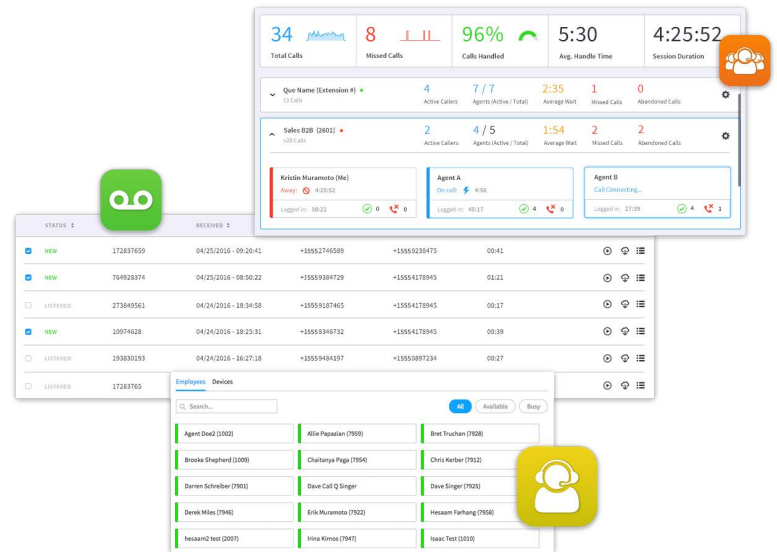 34 8 96% 5:30 4:25:52
Total Calls Missed Calls Calls Handled Avg. Handle Time Session Duration
Que Name (Extension #) 4 7 / 7 2:35 1 0
13 Calls Active Callers Agents (Active / Total) Average Wait Missed Calls Abandoned Calls
Sales B2B (2601) 2 4 / 5 1:54 2 2
Active Callers Agents (Active / Total) Average Wait Missed Calls Abandoned Calls
Kristin Muramoto (Me) Agent A Agent B
Away: 4:25:52 On call: 4:56 Call Connecting...
Logged in: 38:22 0 0 Logged in: 45:17 4 0 Logged in: 27:39 4 1
STATUS RECEIVED
NEW 172837659 04/25/2016 - 09:20:41 +15552746589 +15559238475 00:41
NEW 764928374 04/25/2016 - 08:50:22 +15559384729 +15554178945 01:21
LISTENED 273849561 04/24/2016 - 18:34:58 +15559187465 +15554178945 00:17
NEW 10974628 04/24/2016 - 18:25:31 +15558346732 +15554178945 00:39
LISTENED 193830193 04/24/2016 - 16:27:18 +15559484197 +15550897234 00:27
LISTENED 17283765
Employees Devices
Search... All Available Busy
Agent Doe2 (1002) Allie Papazian (7959) Bret Truchan (7928)
Brooke Shepherd (1009) Chaitanya Paga (7954) Chris Kerber (7912)
Darren Schreiber (7901) Dave Call Q Singer Dave Singer (7925)
Derek Miles (7946) Erik Muramoto (7922) Hesaam Farhang (7958)
hesaam2 test (2007) Irina Kirnos (7947) Isaac Test (1010)